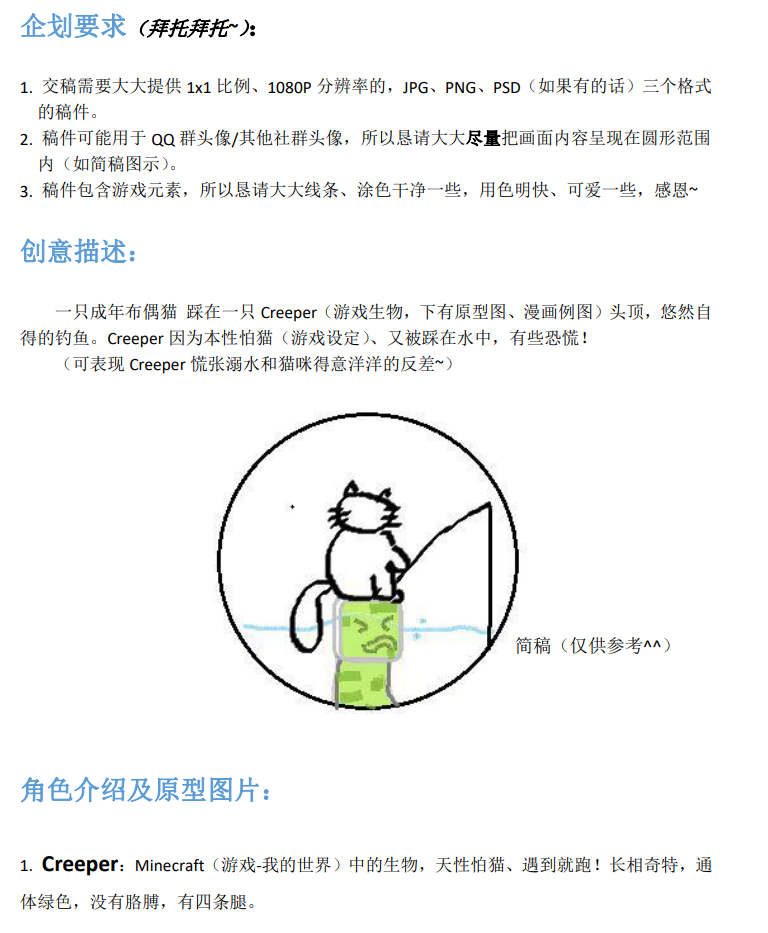 企划要求（拜托拜托~）：
1. 交稿需要大大提供 1x1 比例、1080P 分辨率的，JPG、PNG、PSD（如果有的话）三个格式
的稿件。
2. 稿件可能用于 QQ 群头像/其他社群头像，所以恳请大大尽量把画面内容呈现在圆形范围
内（如简稿图示）。
3. 稿件包含游戏元素，所以恳请大大线条、涂色干净一些，用色明快、可爱一些，感恩~
创意描述：
一只成年布偶猫 踩在一只 Creeper（游戏生物，下有原型图、漫画例图）头顶，悠然自
得的钓鱼。Creeper 因为本性怕猫（游戏设定）、又被踩在水中，有些恐慌！
（可表现 Creeper 慌张溺水和猫咪得意洋洋的反差~）
简稿（仅供参考^^）
角色介绍及原型图片：
1. Creeper：Minecraft（游戏-我的世界）中的生物，天性怕猫、遇到就跑！长相奇特，通
体绿色，没有胳膊，有四条腿。